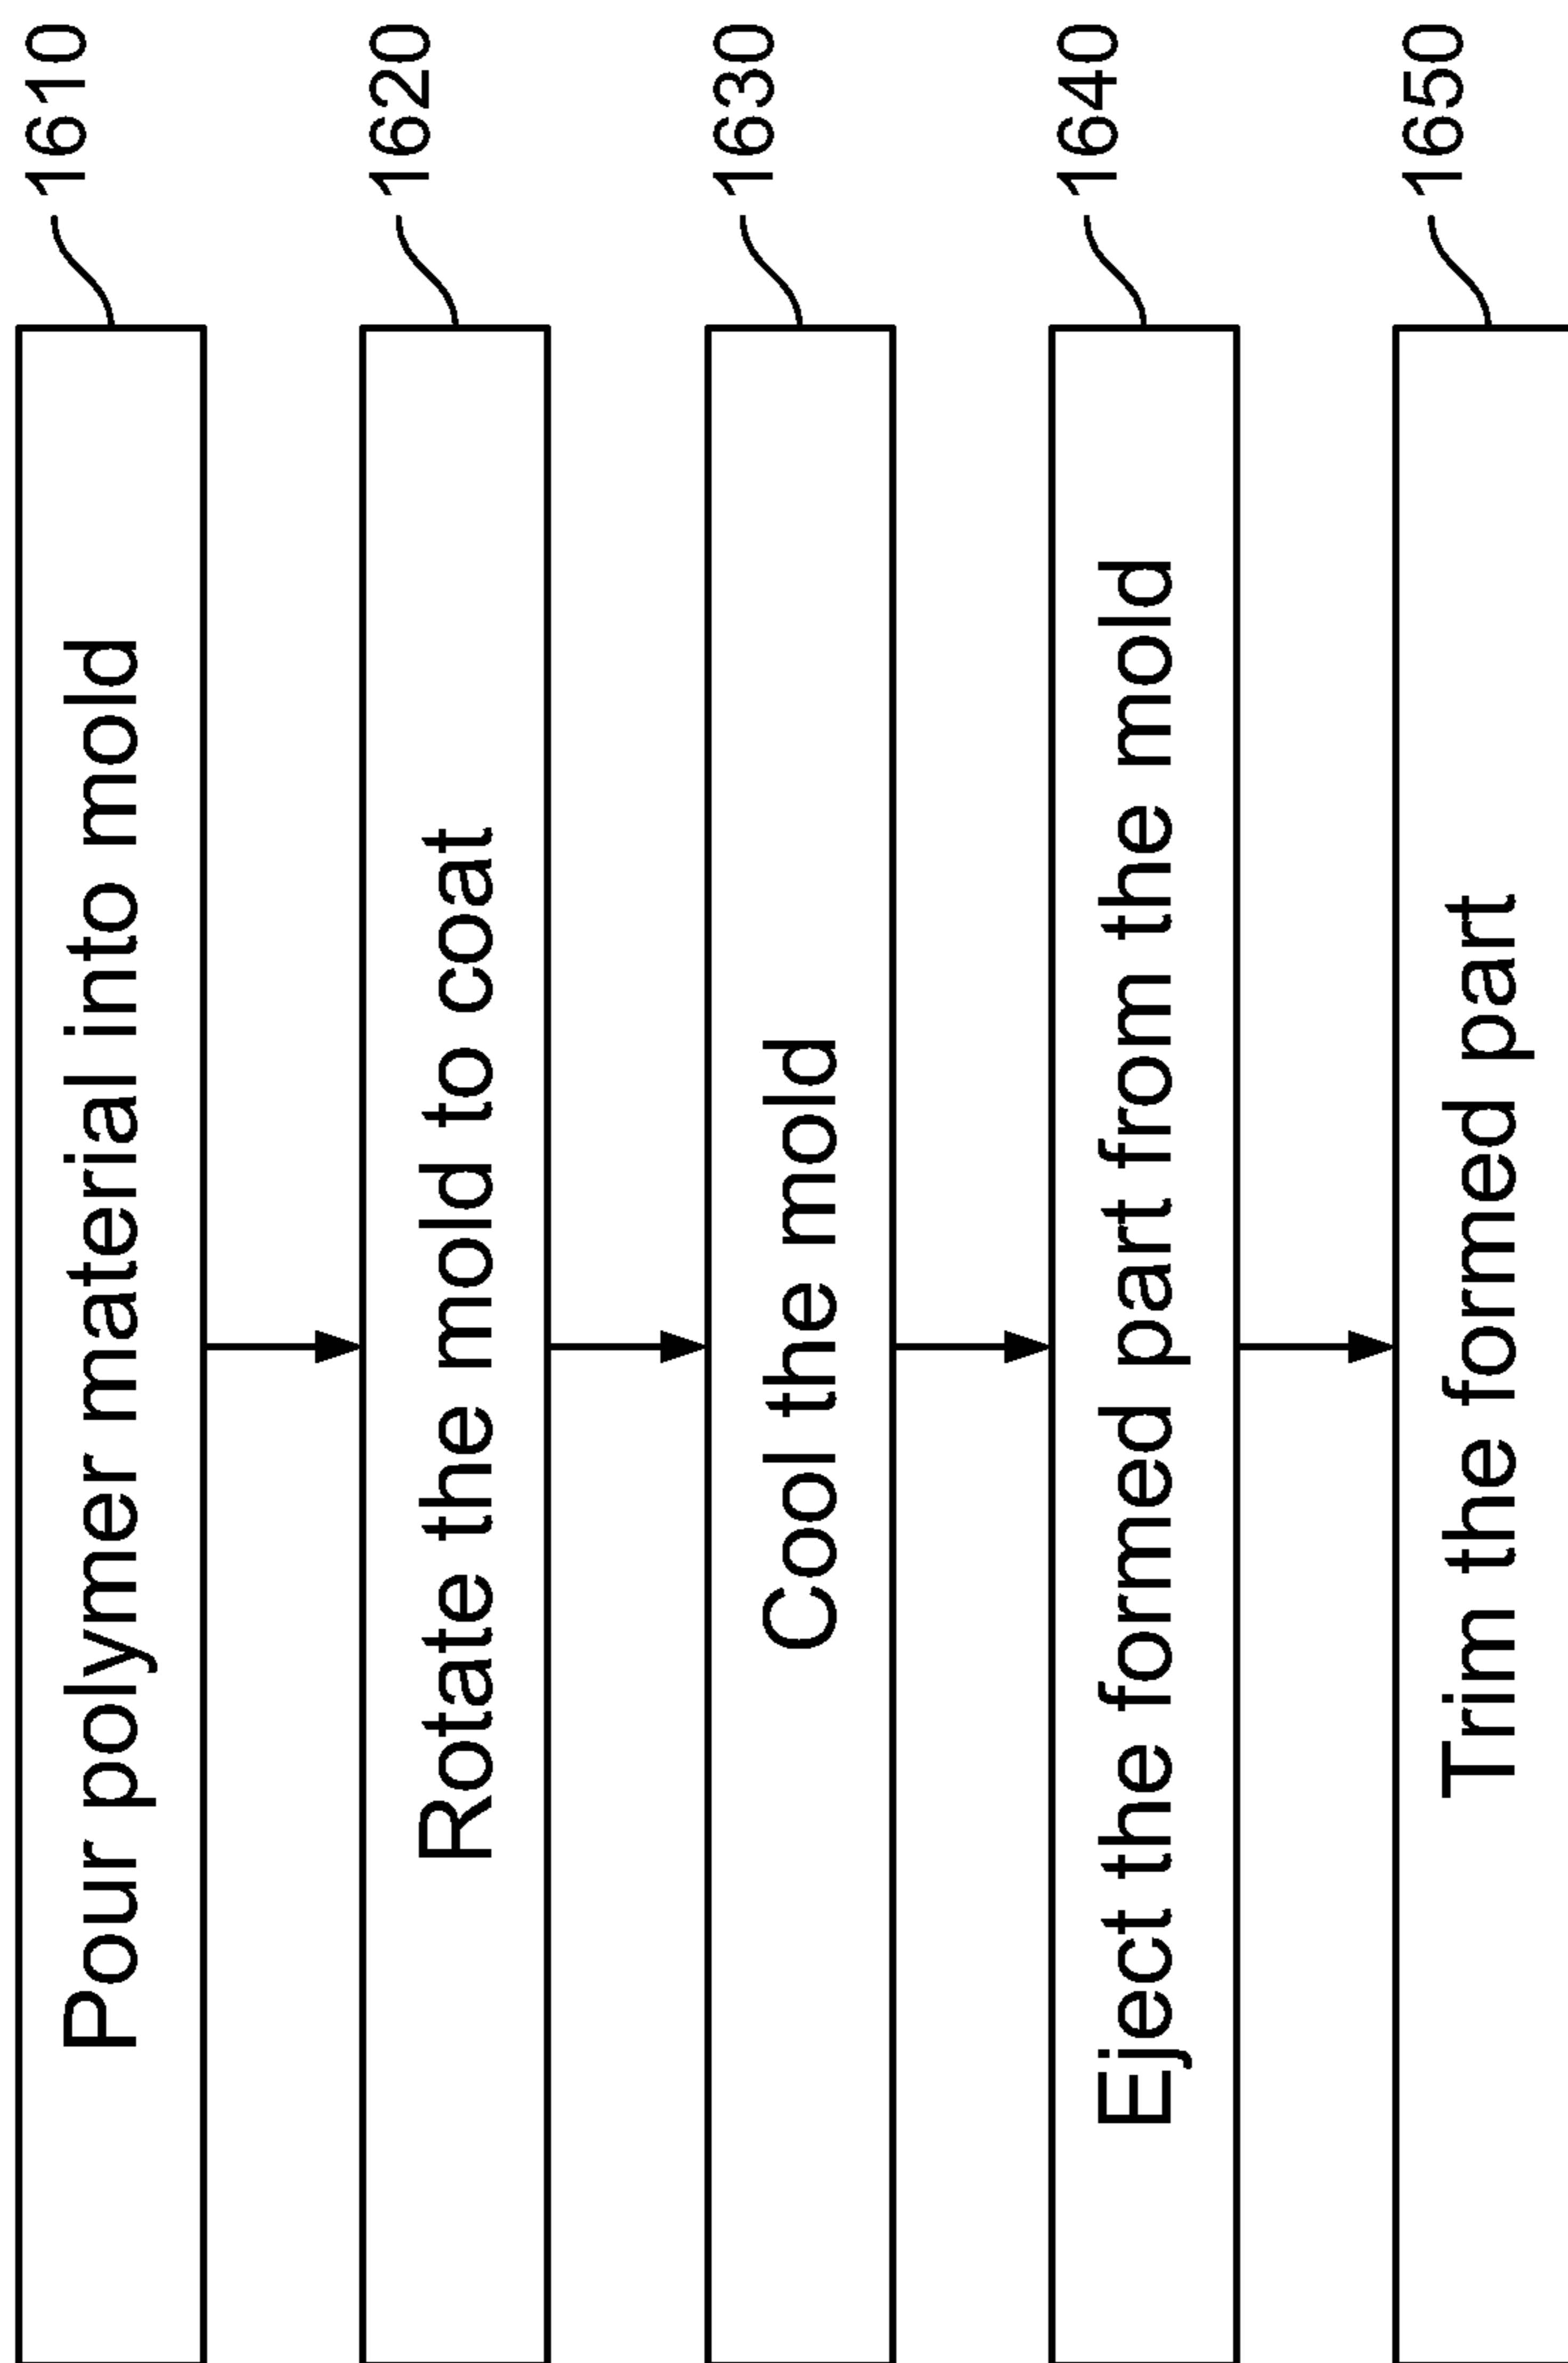 1610
Pour polymer material into mold
1620
Rotate the mold to coat
1630
Cool the mold
1640
Eject the formed part from the mold
1650
Trim the formed part